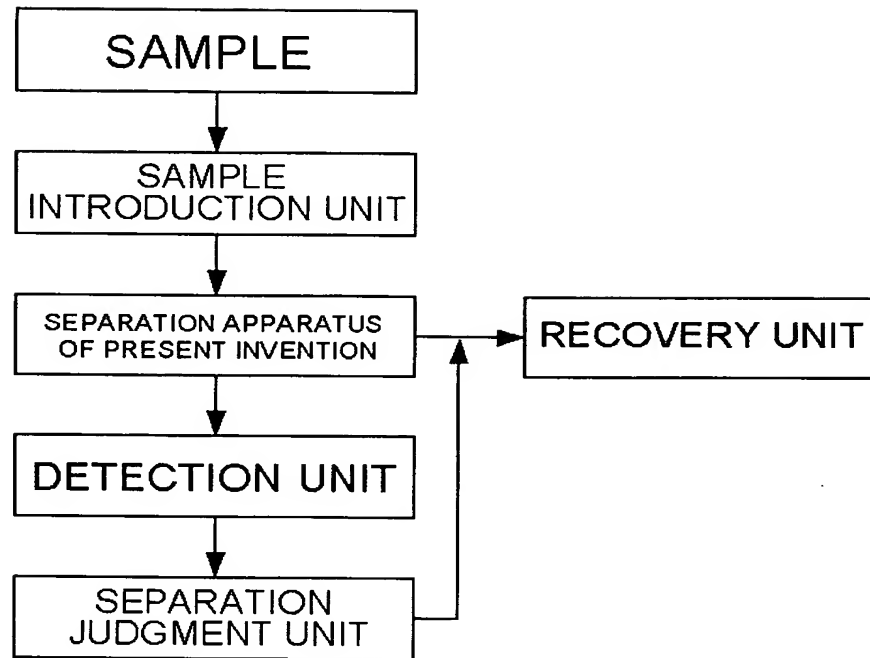 SAMPLE
SAMPLE
INTRODUCTION UNIT
SEPARATION APPARATUS
OF PRESENT INVENTION
RECOVERY UNIT
DETECTION UNIT
SEPARATION
JUDGMENT UNIT